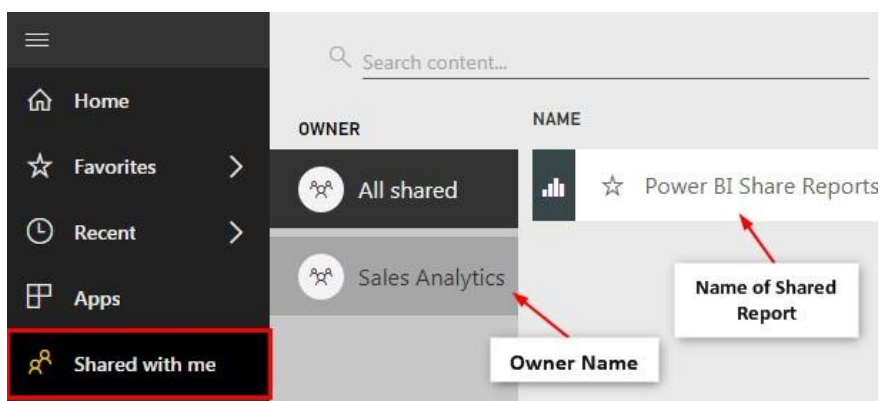 Home
Favorites
Recent
Apps
Shared with me
Search content...
OWNER
All shared
Sales Analytics
NAME
Power BI Share Reports
Name of Shared
Report
Owner Name